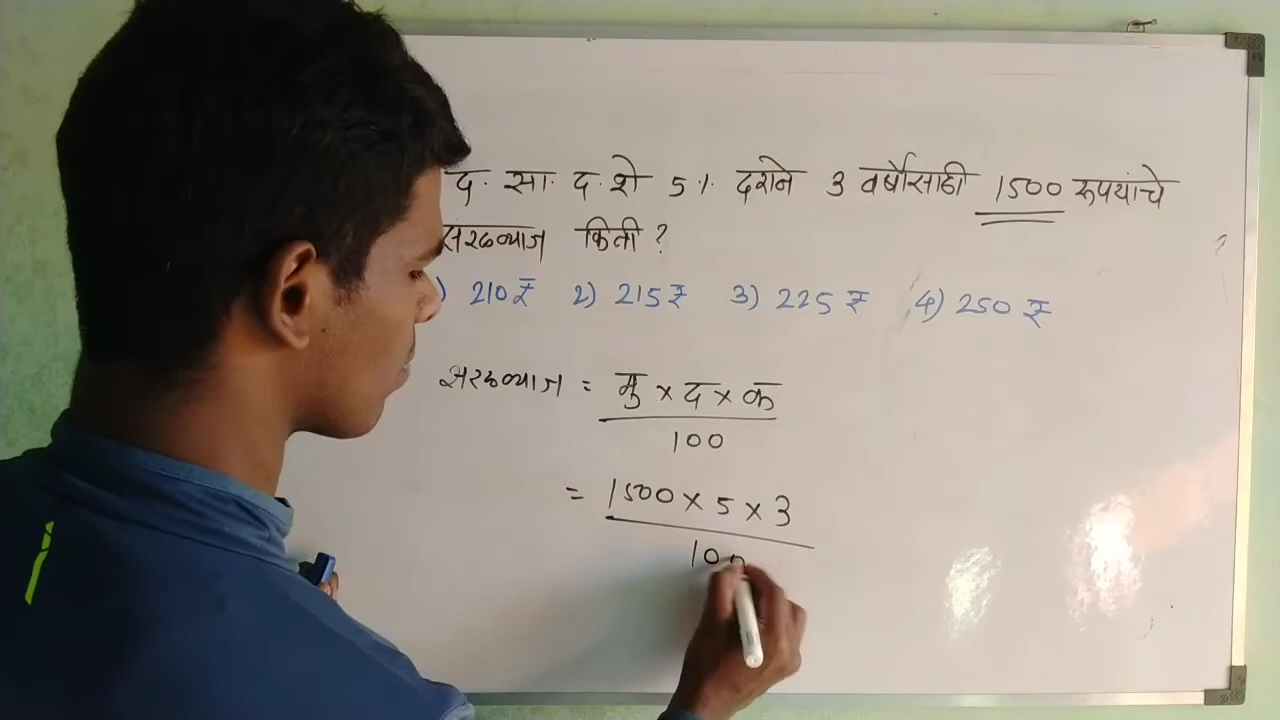 द. सा. द. शे 5% दराने 3 वर्षांसाठी 1500 रुपयांचे
सरळव्याज किती ?
) 210 ₹ 2) 215 ₹ 3) 225 ₹ 4) 250 ₹
सरळव्याज = मु × द × क
100
= 1500 × 5 × 3
100